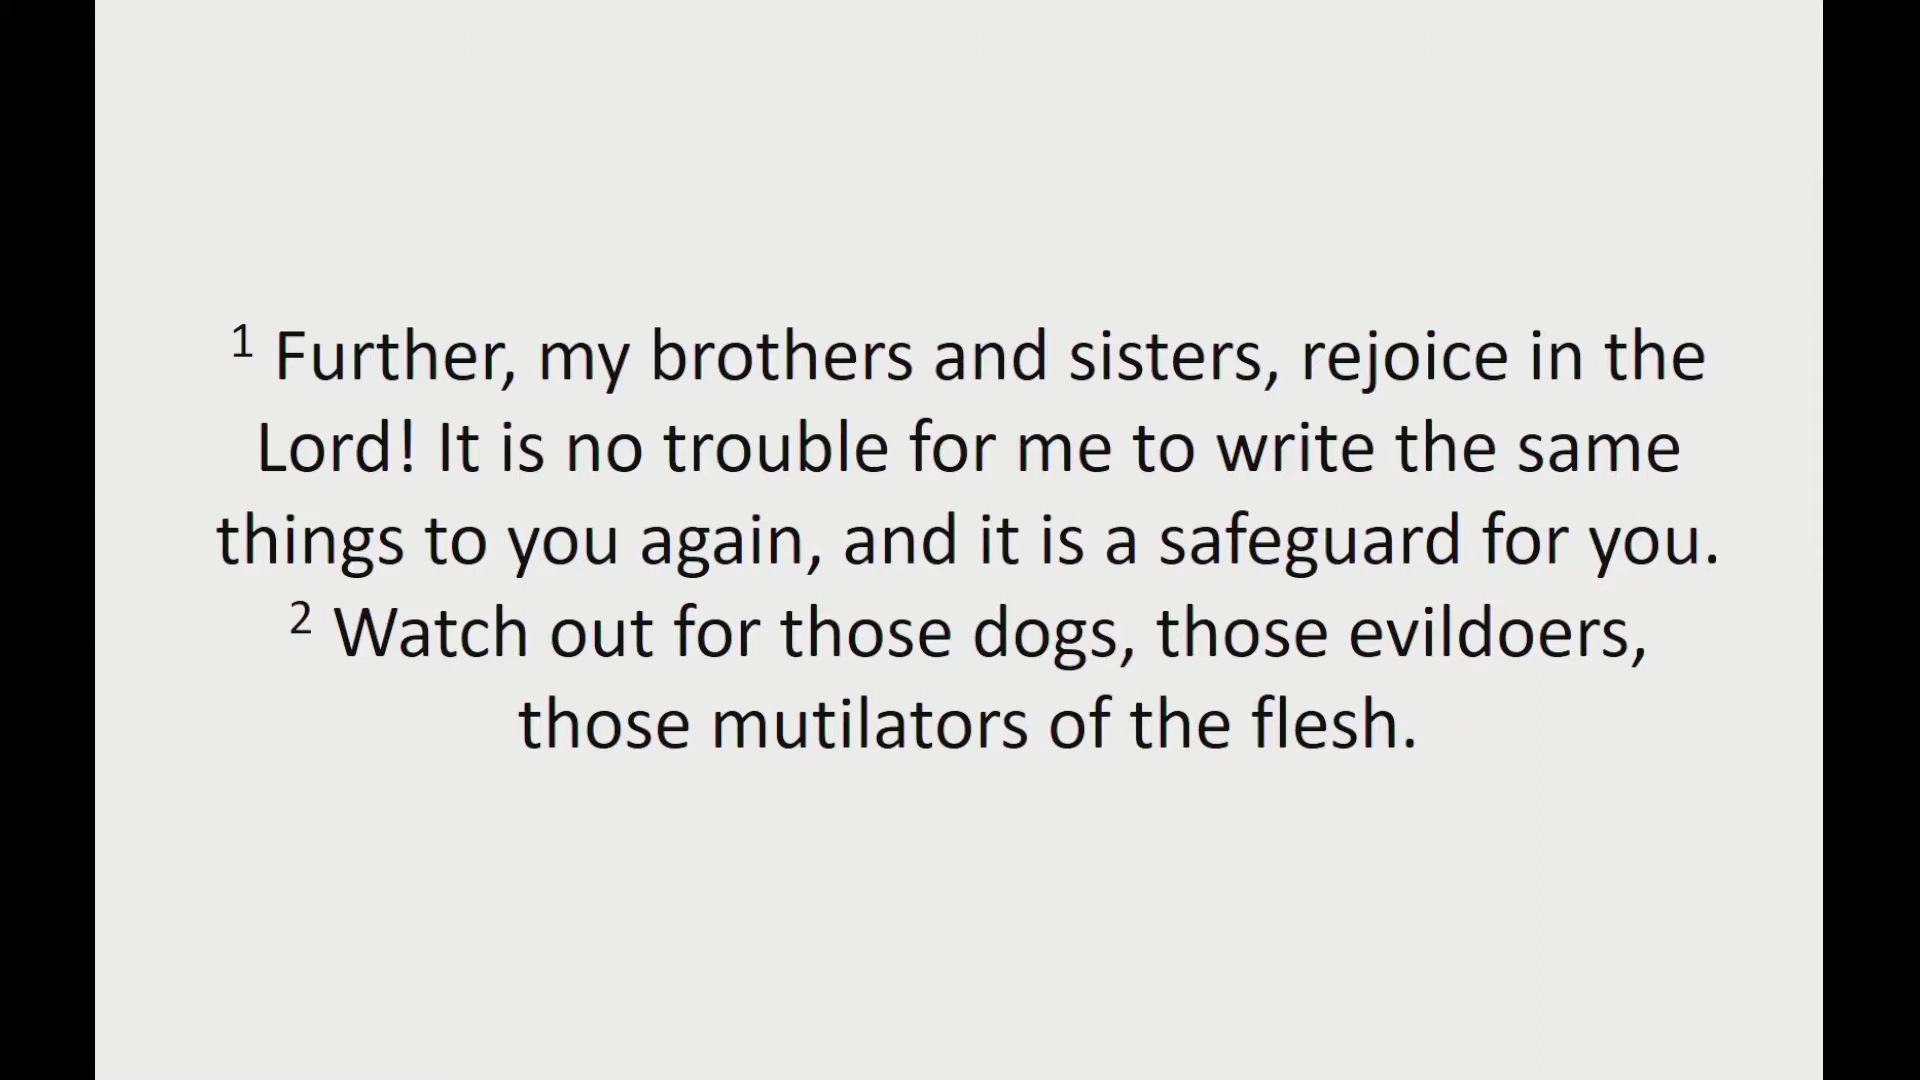 1 Further, my brothers and sisters, rejoice in the
Lord! It is no trouble for me to write the same
things to you again, and it is a safeguard for you.
2 Watch out for those dogs, those evildoers,
those mutilators of the flesh.